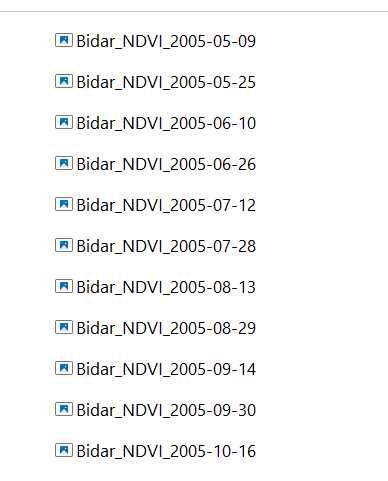 Bidar_NDVI_2005-05-09
Bidar_NDVI_2005-05-25
Bidar_NDVI_2005-06-10
Bidar_NDVI_2005-06-26
Bidar_NDVI_2005-07-12
Bidar_NDVI_2005-07-28
Bidar_NDVI_2005-08-13
Bidar_NDVI_2005-08-29
Bidar_NDVI_2005-09-14
Bidar_NDVI_2005-09-30
Bidar_NDVI_2005-10-16